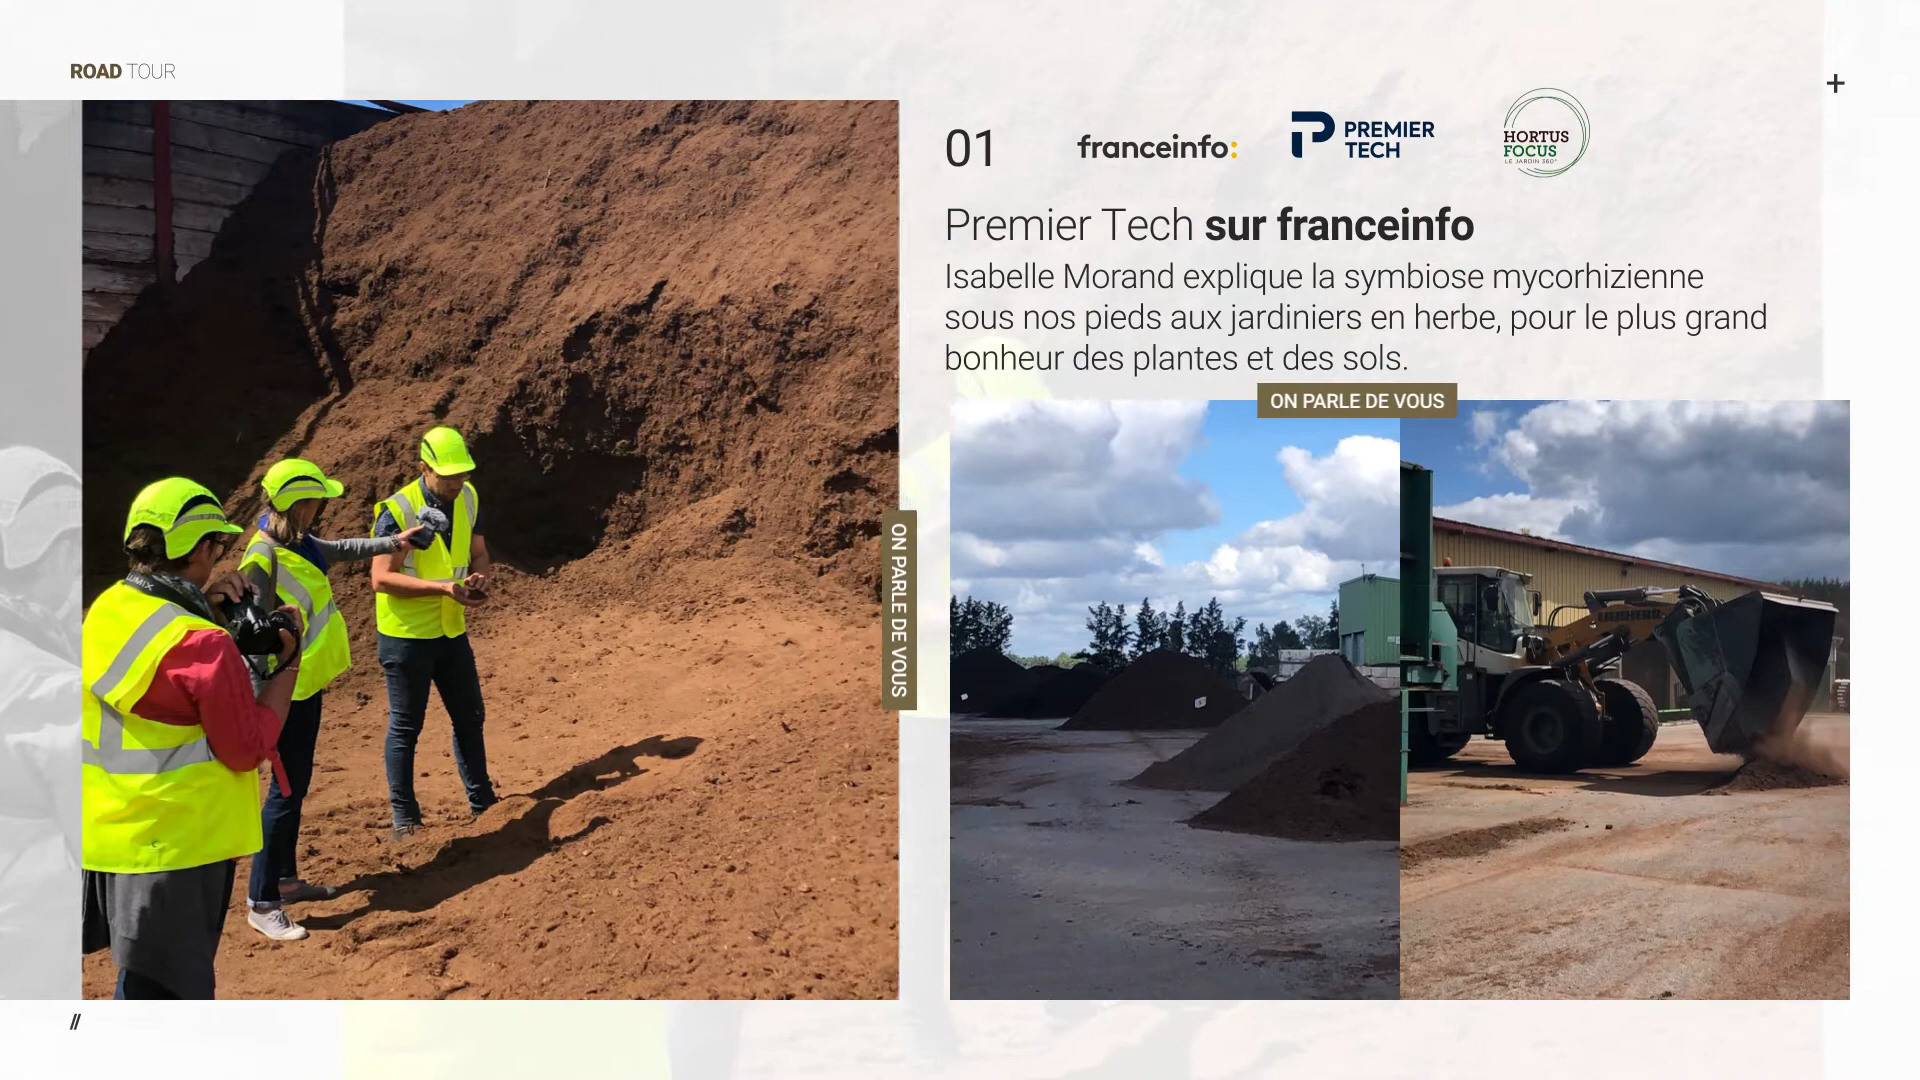 ROAD TOUR
+
01
franceinfo:
PREMIER
TECH
HORTUS
FOCUS
LE JARDIN 360°
Premier Tech sur franceinfo
Isabelle Morand explique la symbiose mycorhizienne
sous nos pieds aux jardiniers en herbe, pour le plus grand
bonheur des plantes et des sols.
ON PARLE DE VOUS
ON PARLE DE VOUS
LUMIX
LIEBHERR
//